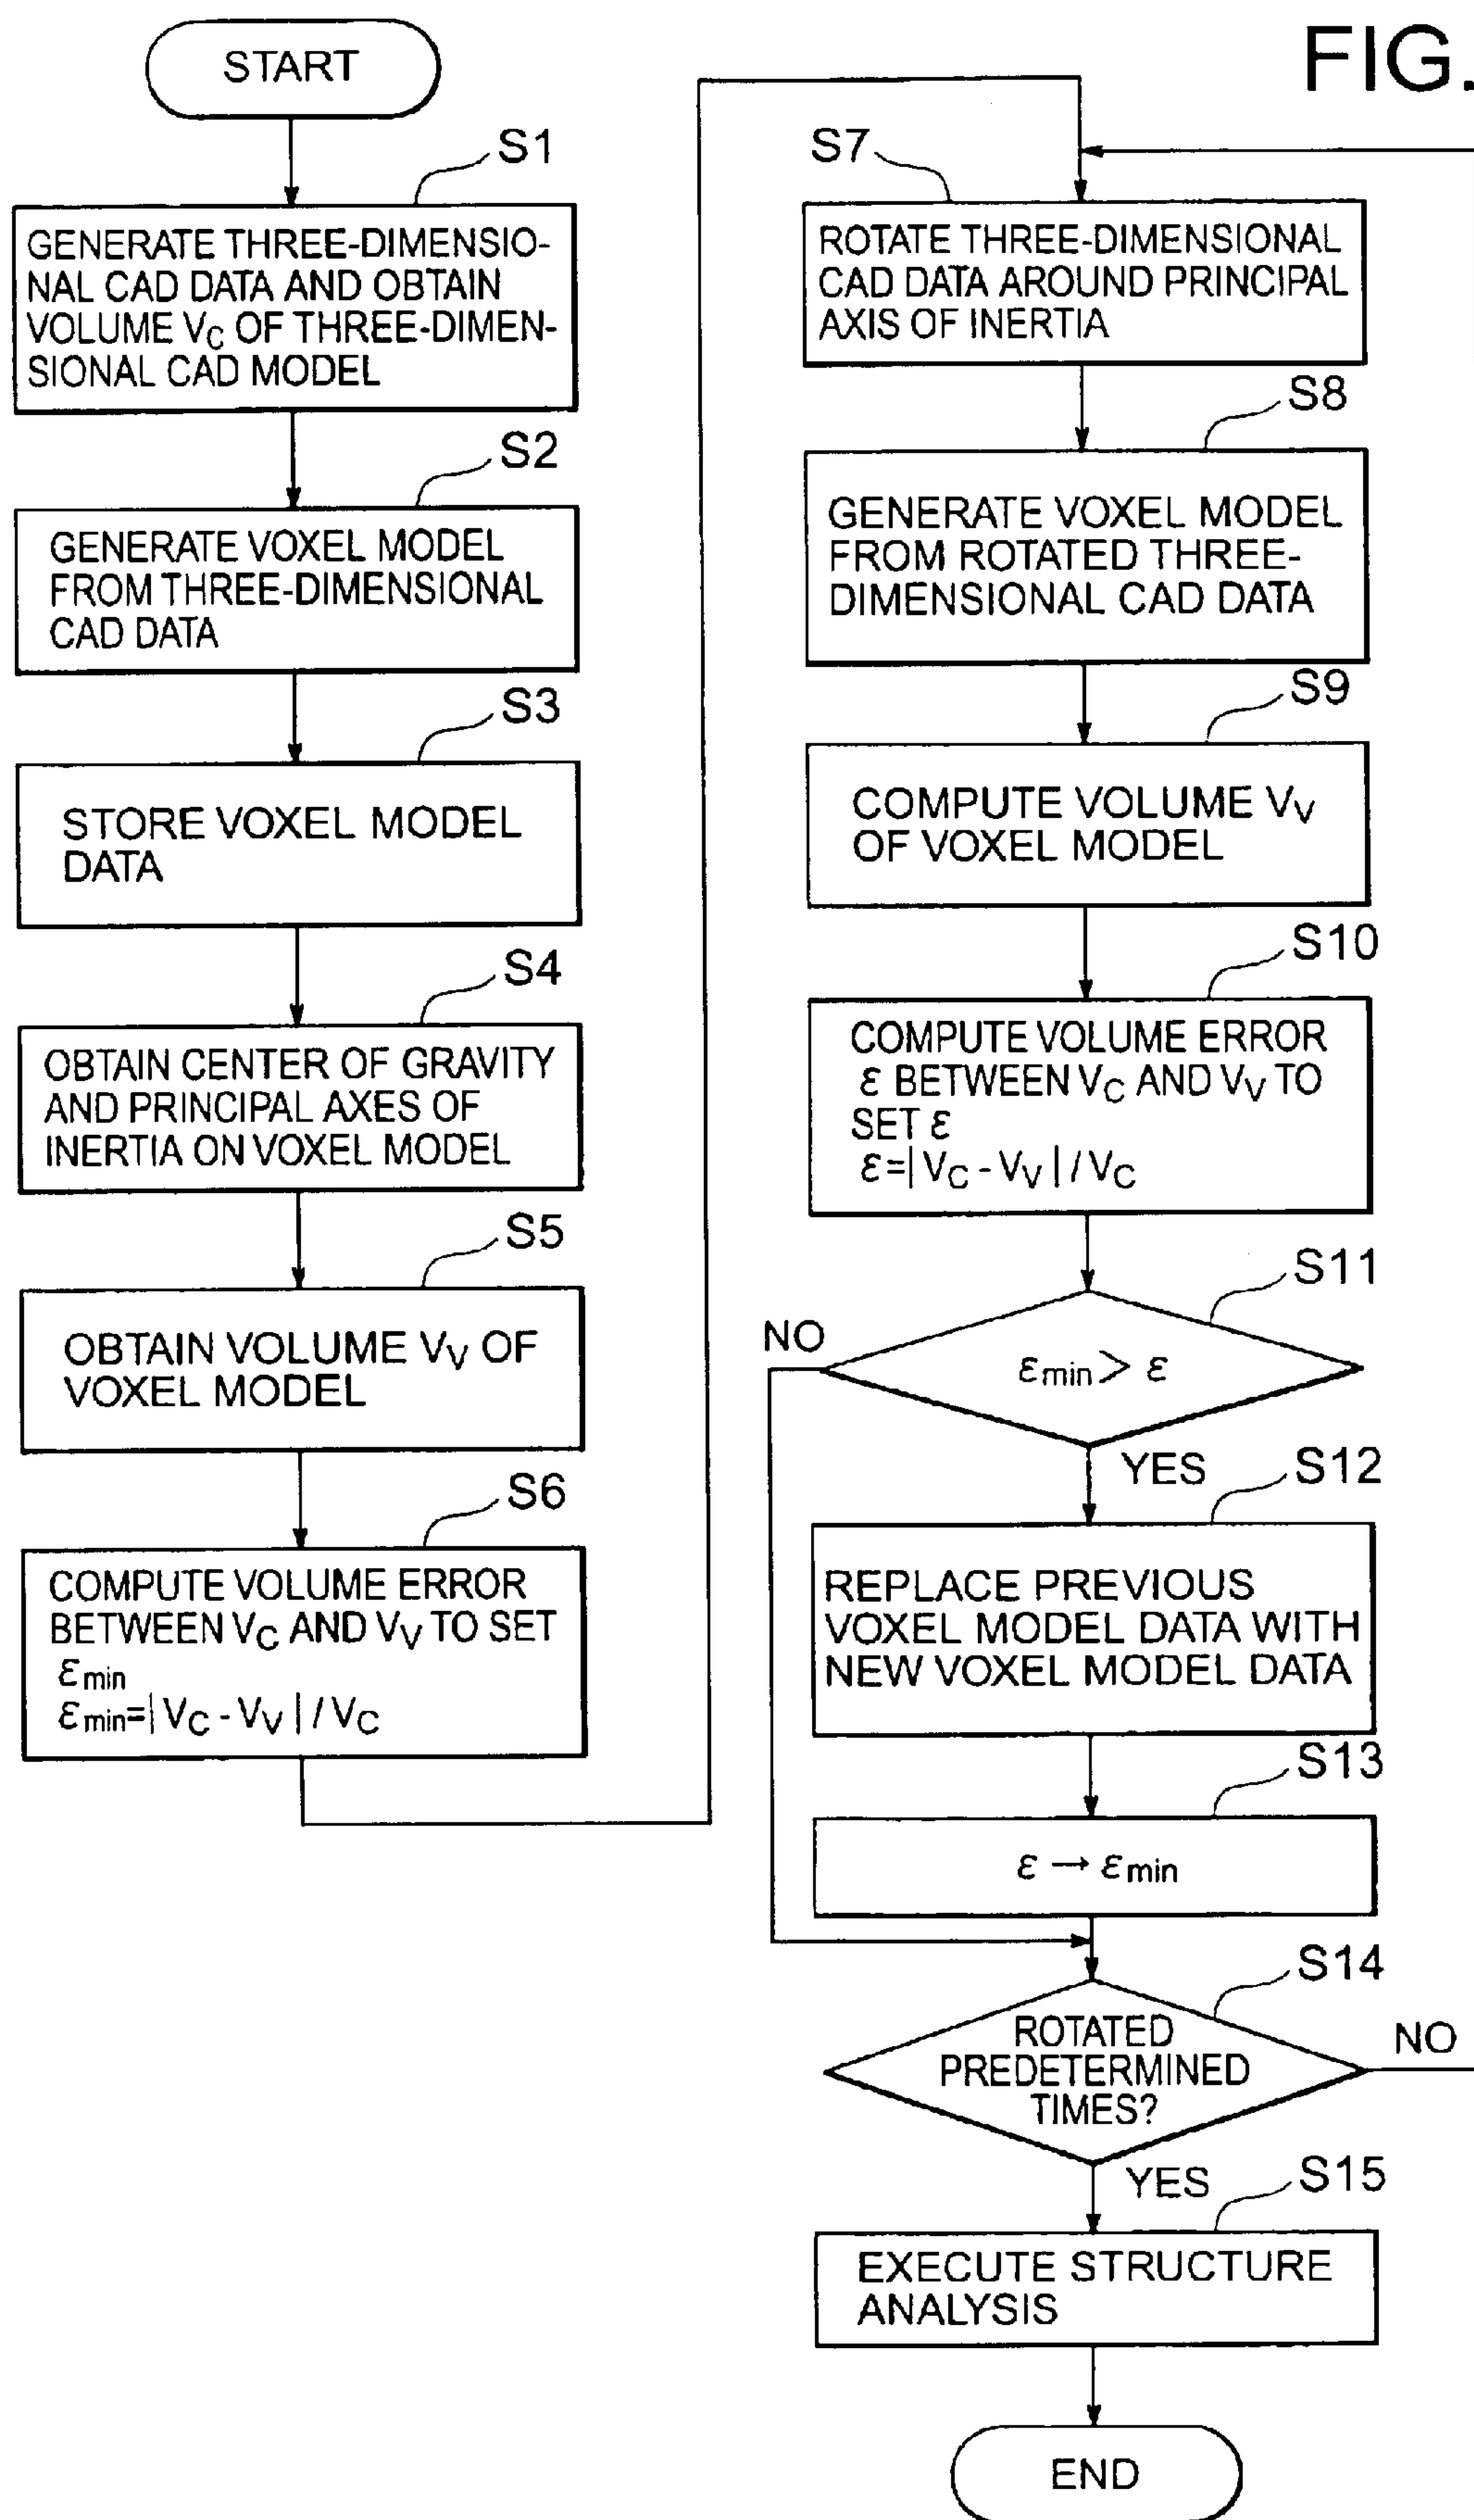 FIG.
START
S1
GENERATE THREE-DIMENSIO-
NAL CAD DATA AND OBTAIN
VOLUME VC OF THREE-DIMEN-
SIONAL CAD MODEL
S2
GENERATE VOXEL MODEL
FROM THREE-DIMENSIONAL
CAD DATA
S3
STORE VOXEL MODEL
DATA
S4
OBTAIN CENTER OF GRAVITY
AND PRINCIPAL AXES OF
INERTIA ON VOXEL MODEL
S5
OBTAIN VOLUME VV OF
VOXEL MODEL
S6
COMPUTE VOLUME ERROR
BETWEEN VC AND VV TO SET
εmin
εmin=|VC-VV|/VC
S7
ROTATE THREE-DIMENSIONAL
CAD DATA AROUND PRINCIPAL
AXIS OF INERTIA
S8
GENERATE VOXEL MODEL
FROM ROTATED THREE-
DIMENSIONAL CAD DATA
S9
COMPUTE VOLUME VV
OF VOXEL MODEL
S10
COMPUTE VOLUME ERROR
ε BETWEEN VC AND VV TO
SET ε
ε=|VC-VV|/VC
S11
NO
εmin> ε
YES
S12
REPLACE PREVIOUS
VOXEL MODEL DATA WITH
NEW VOXEL MODEL DATA
S13
ε → εmin
S14
ROTATED
PREDETERMINED
TIMES?
NO
YES
S15
EXECUTE STRUCTURE
ANALYSIS
END